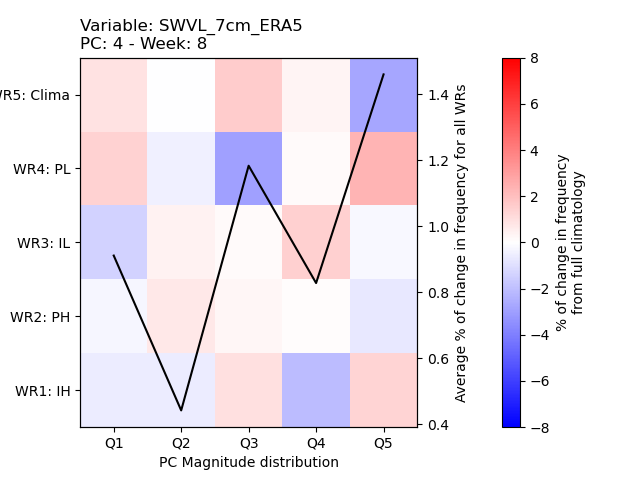 Variable: SWVL_7cm_ERA5
PC: 4 - Week: 8
WR5: Clima
WR4: PL
WR3: IL
WR2: PH
WR1: IH
Q1 Q2 Q3 Q4 Q5
PC Magnitude distribution
1.4
1.2
1.0
0.8
0.6
0.4
Average % of change in frequency for all WRs
8
6
4
2
0
−2
−4
−6
−8
% of change in frequency
from full climatology